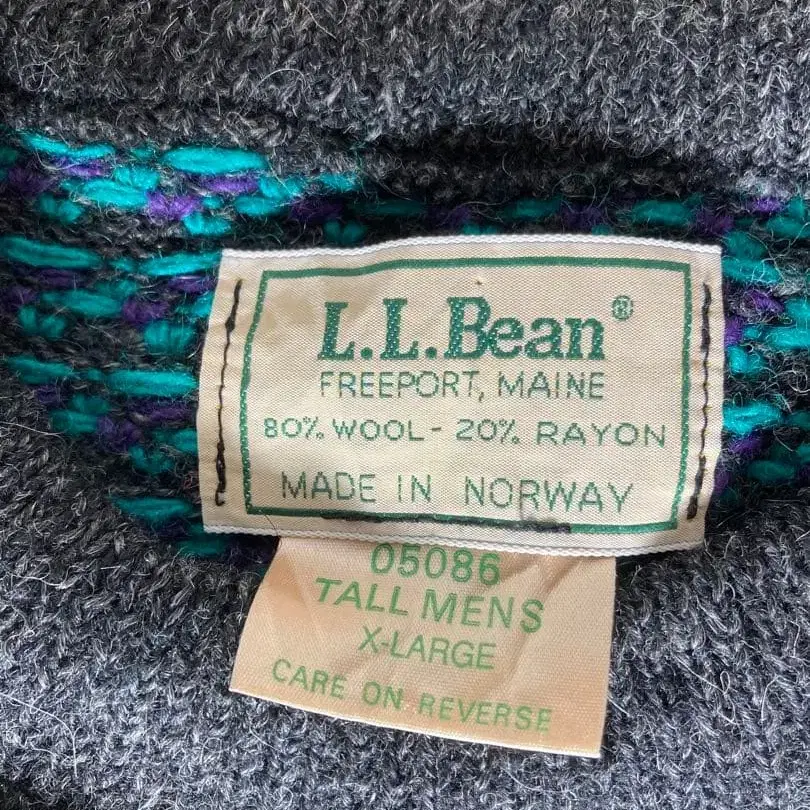 L.L.Bean®
FREEPORT, MAINE
80% WOOL - 20% RAYON
MADE IN NORWAY
05086
TALL MENS
X-LARGE
CARE ON REVERSE